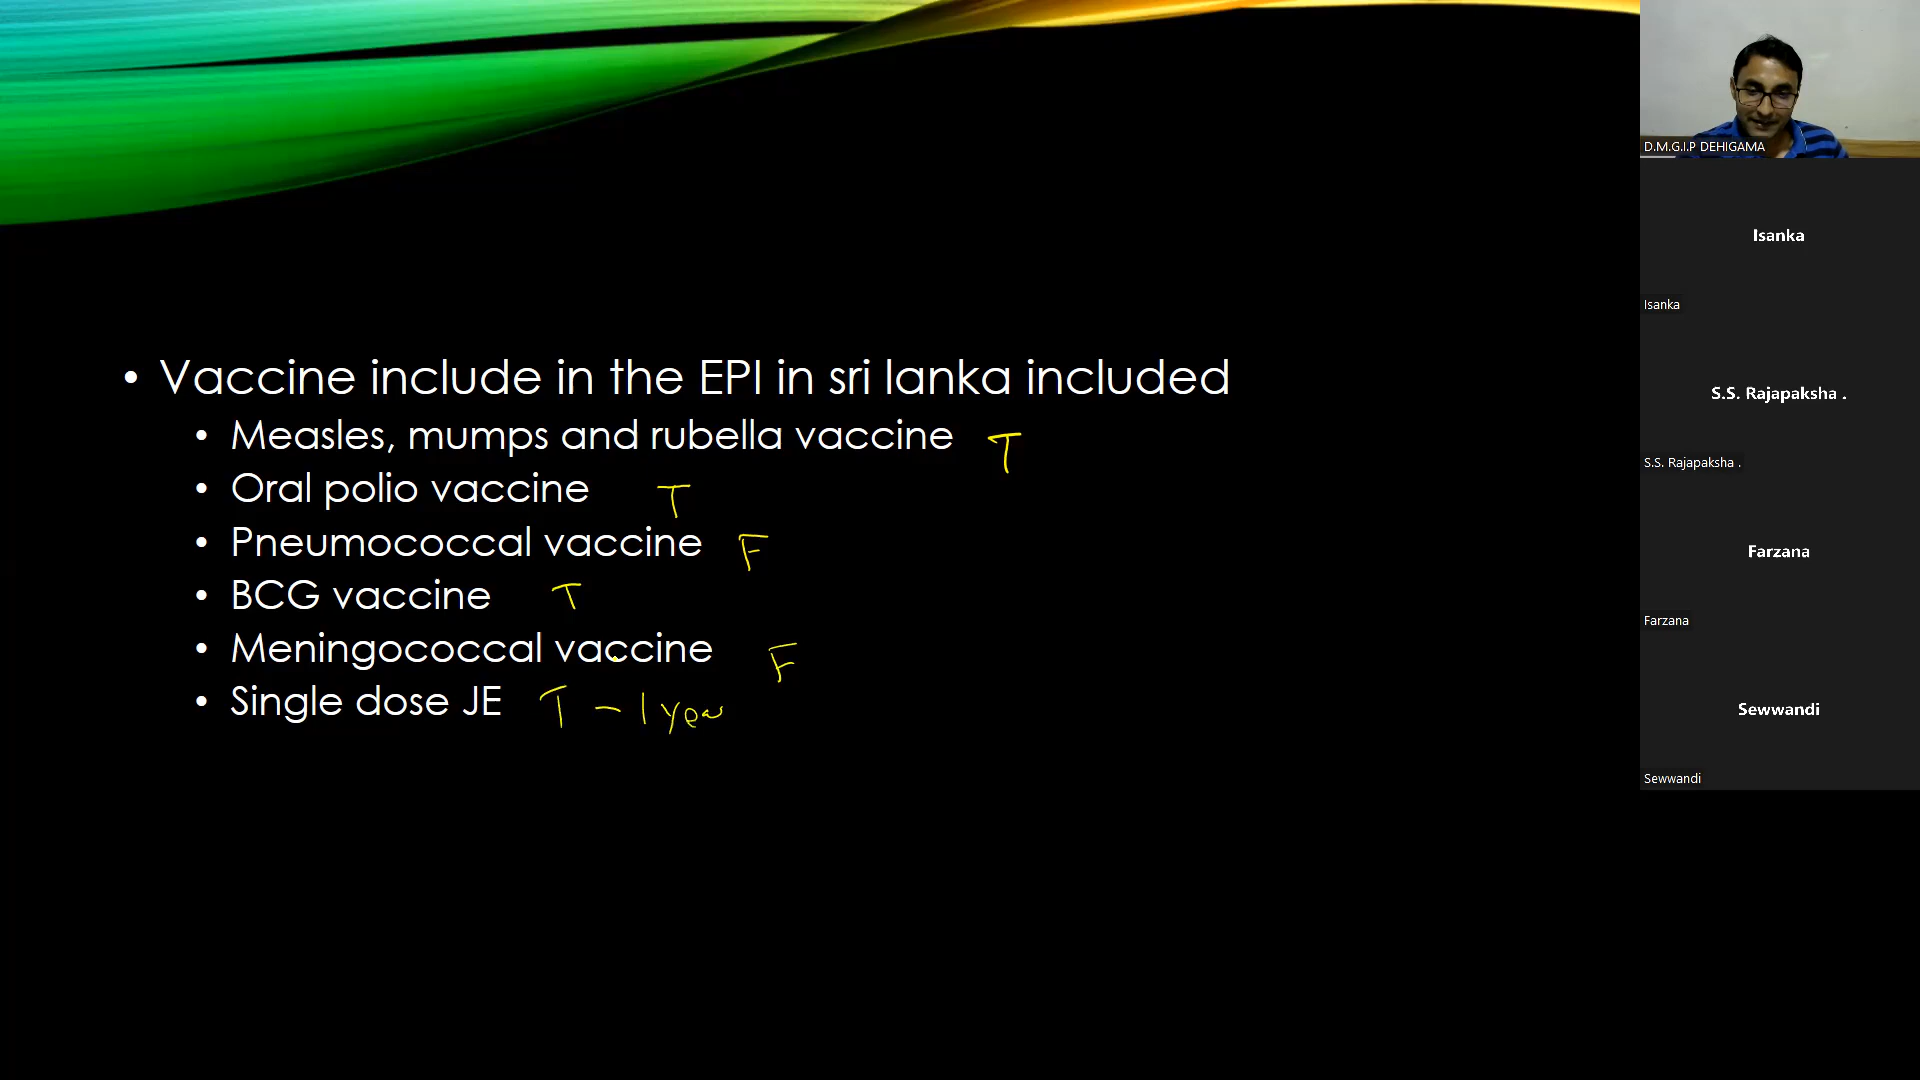 • Vaccine include in the EPI in sri lanka included
• Measles, mumps and rubella vaccine T
• Oral polio vaccine T
• Pneumococcal vaccine F
• BCG vaccine T
• Meningococcal vaccine F
• Single dose JE T – 1 year
D.M.G.I.P DEHIGAMA
Isanka
Isanka
S.S. Rajapaksha .
S.S. Rajapaksha .
Farzana
Farzana
Sewwandi
Sewwandi